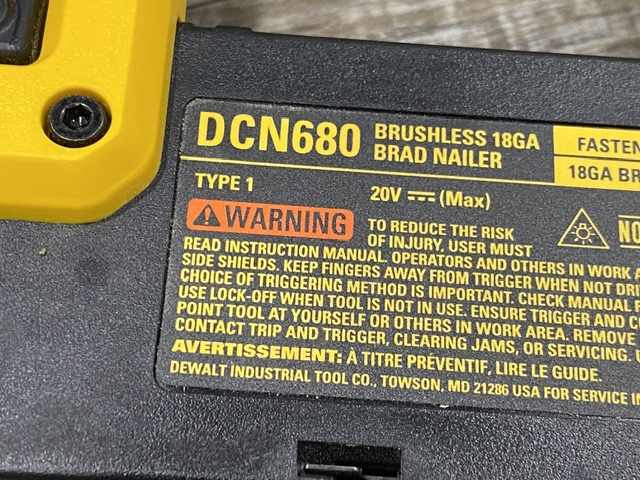 DCN680 BRUSHLESS 18GA
BRAD NAILER
FASTEN
18GA BR
TYPE 1
20V (Max)
WARNING TO REDUCE THE RISK
OF INJURY, USER MUST
NO
READ INSTRUCTION MANUAL. OPERATORS AND OTHERS IN WORK A
SIDE SHIELDS. KEEP FINGERS AWAY FROM TRIGGER WHEN NOT DRI
CHOICE OF TRIGGERING METHOD IS IMPORTANT. CHECK MANUAL F
USE LOCK-OFF WHEN TOOL IS NOT IN USE. ENSURE TRIGGER AND CO
POINT TOOL AT YOURSELF OR OTHERS IN WORK AREA. REMOVE
CONTACT TRIP AND TRIGGER, CLEARING JAMS, OR SERVICING. U
AVERTISSEMENT: À TITRE PRÉVENTIF, LIRE LE GUIDE.
DEWALT INDUSTRIAL TOOL CO., TOWSON, MD 21286 USA FOR SERVICE IN